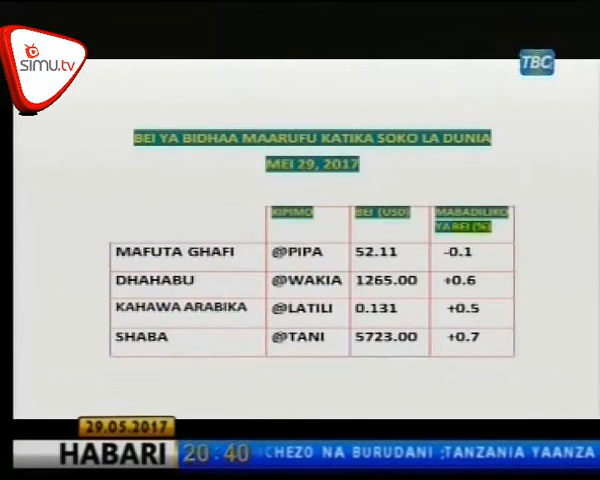 SIMU.tv
TBC
BEI YA BIDHAA MAARUFU KATIKA SOKO LA DUNIA
MEI 29, 2017
KIPIMO BEI (USD) MABADILIKO
YA BEI (%)
MAFUTA GHAFI @PIPA 52.11 -0.1
DHAHABU @WAKIA 1265.00 +0.6
KAHAWA ARABIKA @LATILI 0.131 +0.5
SHABA @TANI 5723.00 +0.7
29.05.2017
HABARI 20:40 CHEZO NA BURUDANI ;TANZANIA YAANZA